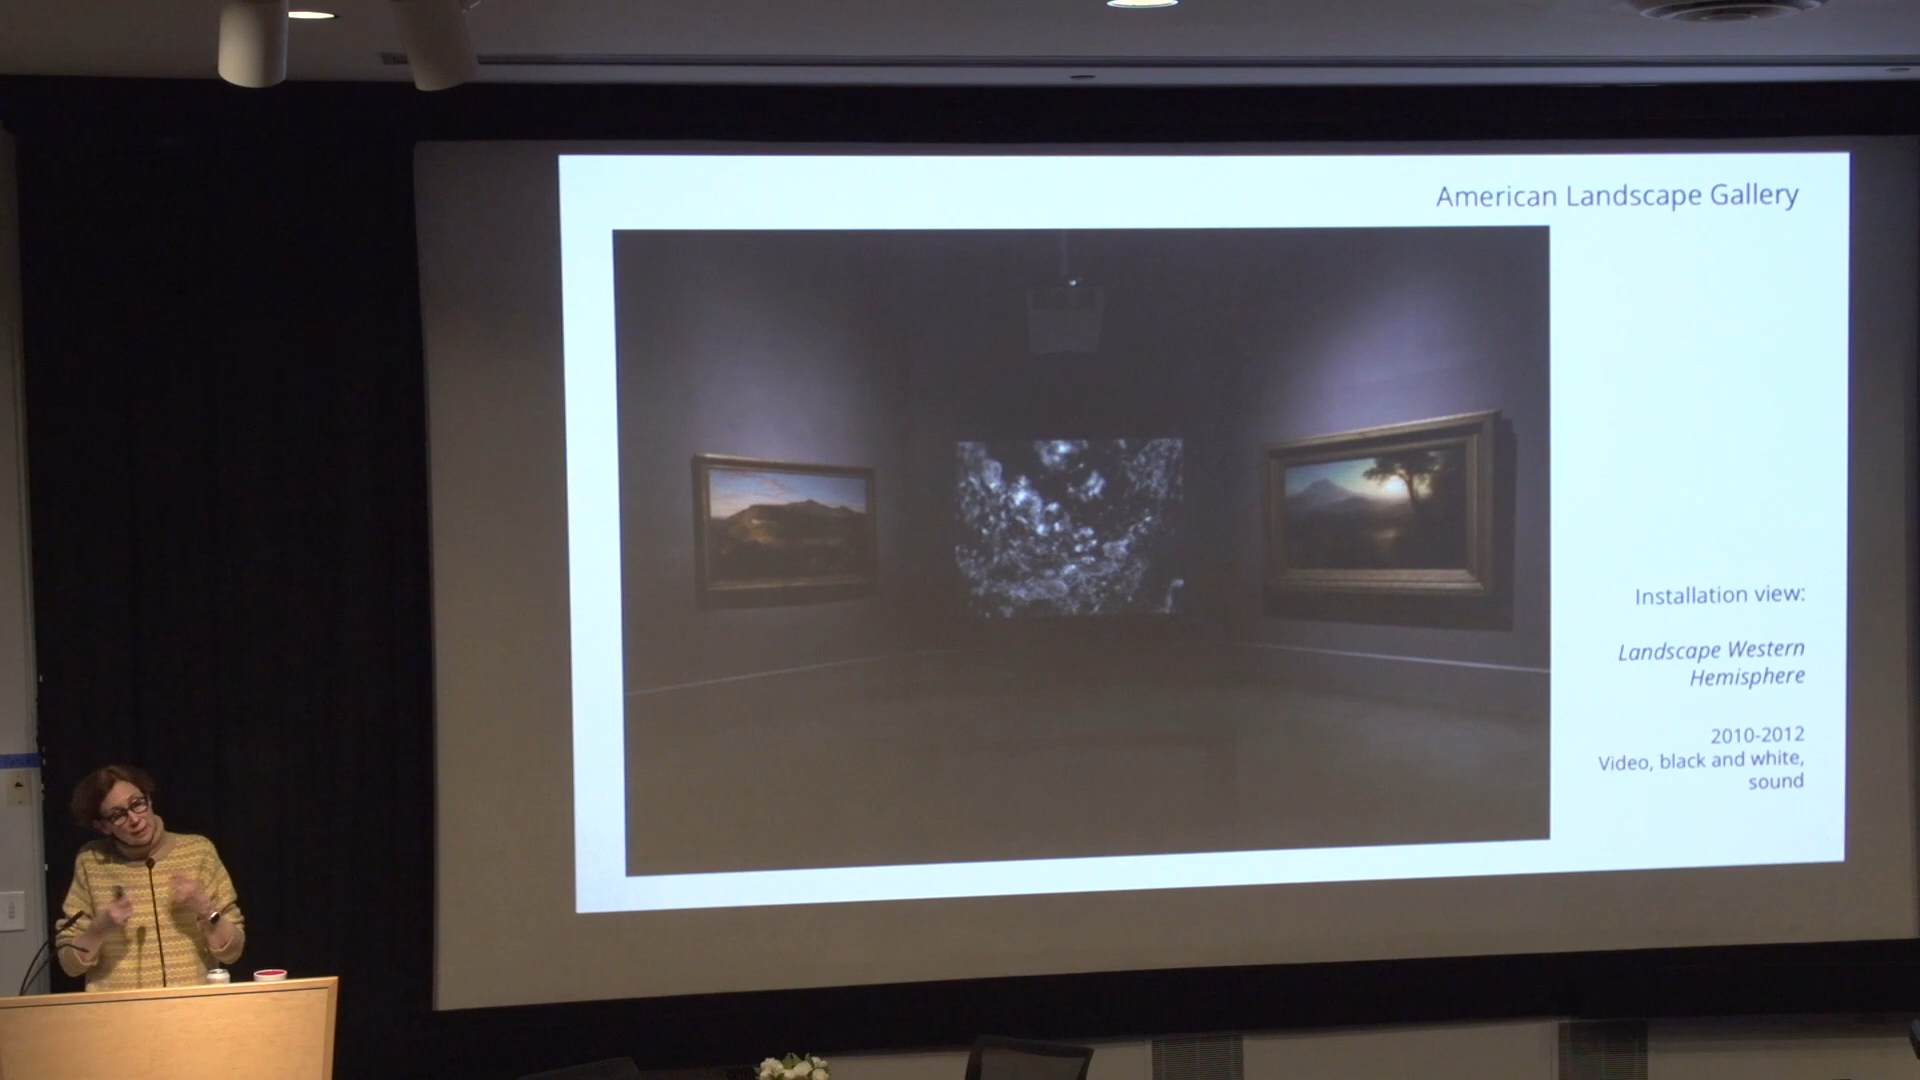 American Landscape Gallery
Installation view:
Landscape Western
Hemisphere
2010-2012
Video, black and white,
sound